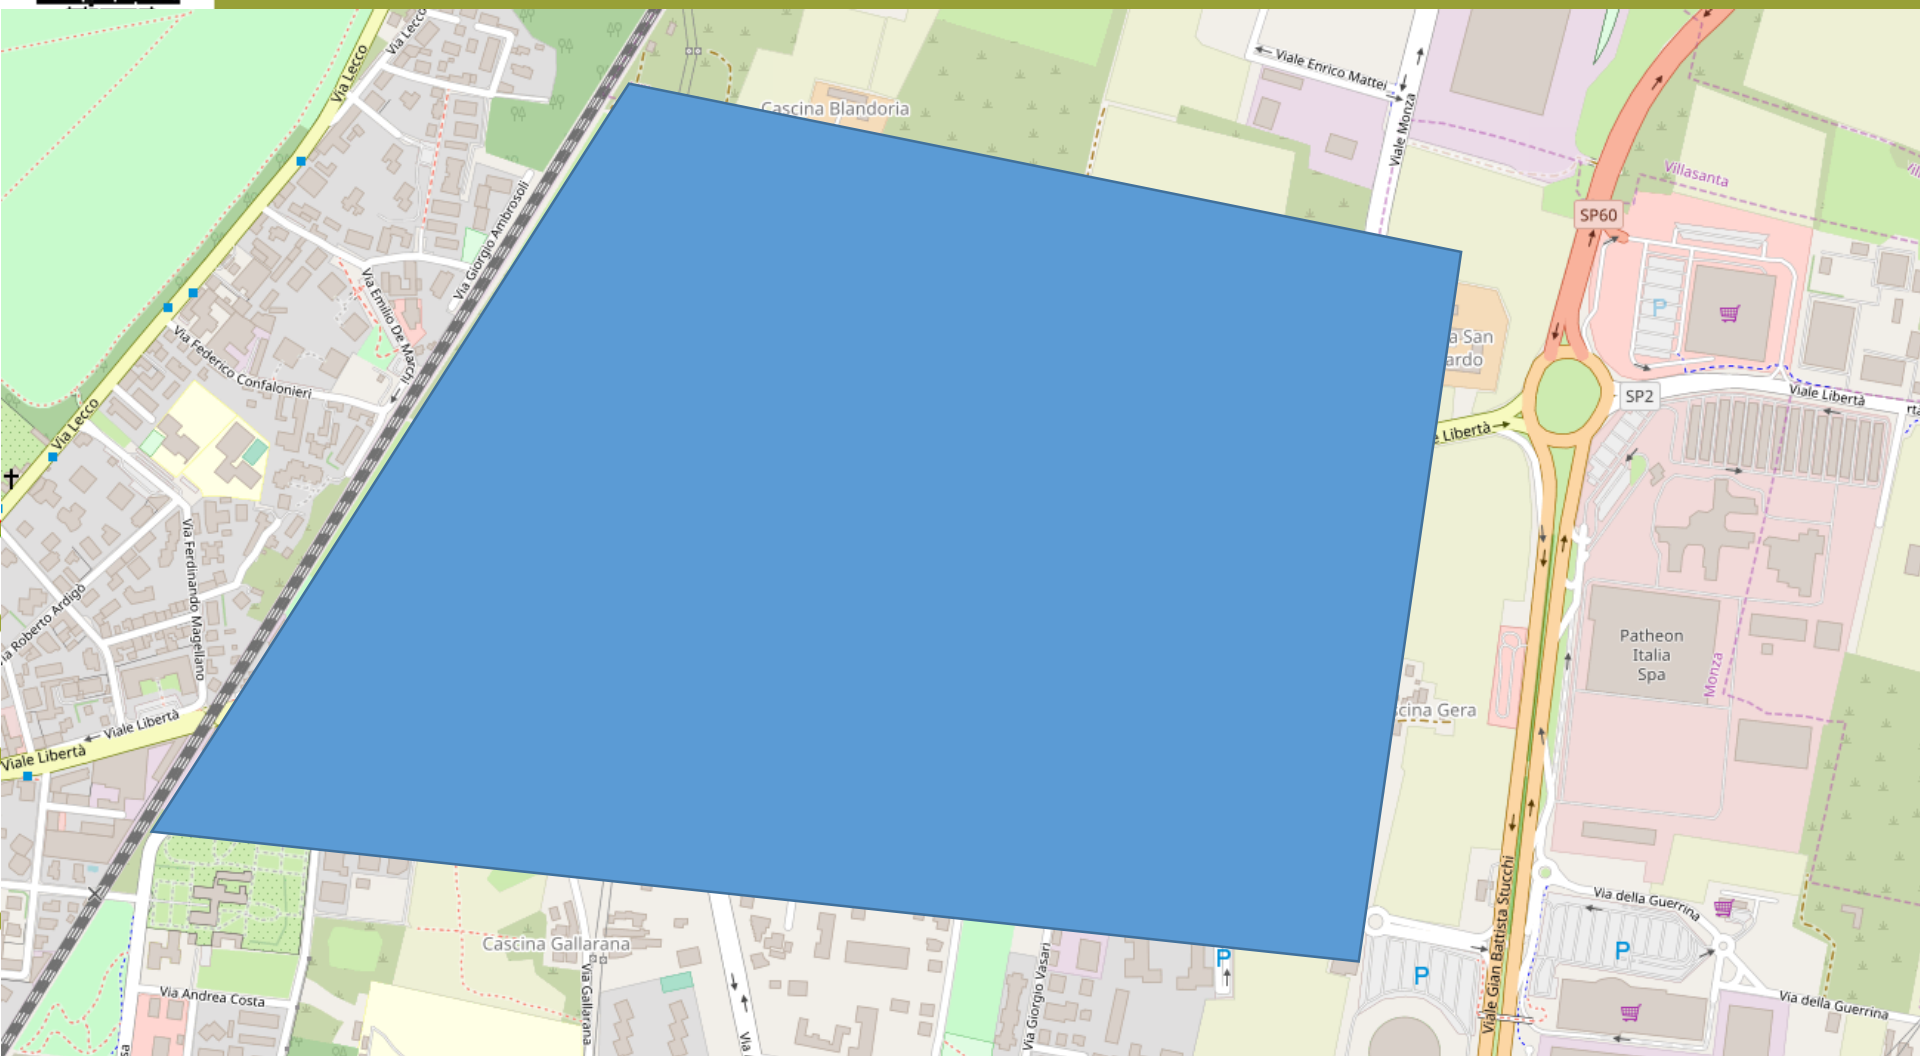 Via Lecco
Via Lecco
Cascina Blandoria
Viale Enrico Mattei
Viale Monza
Villasanta
SP60
Via Giorgio Ambrosoli
Via Emilio De Marchi
Via Federico Confalonieri
P
a San
ardo
SP2
Viale Libertà
Via Lecco
e Libertà
Via Ferdinando Magellano
ia Roberto Ardigò
Patheon
Italia
Spa
Monza
scina Gera
Viale Libertà
Viale Libertà
Viale Gian Battista Stucchi
Via della Guerrina
Cascina Gallarana
P
P
P
Via Andrea Costa
Via Gallarana
Via Giorgio Vasari
Via della Guerrina
Via